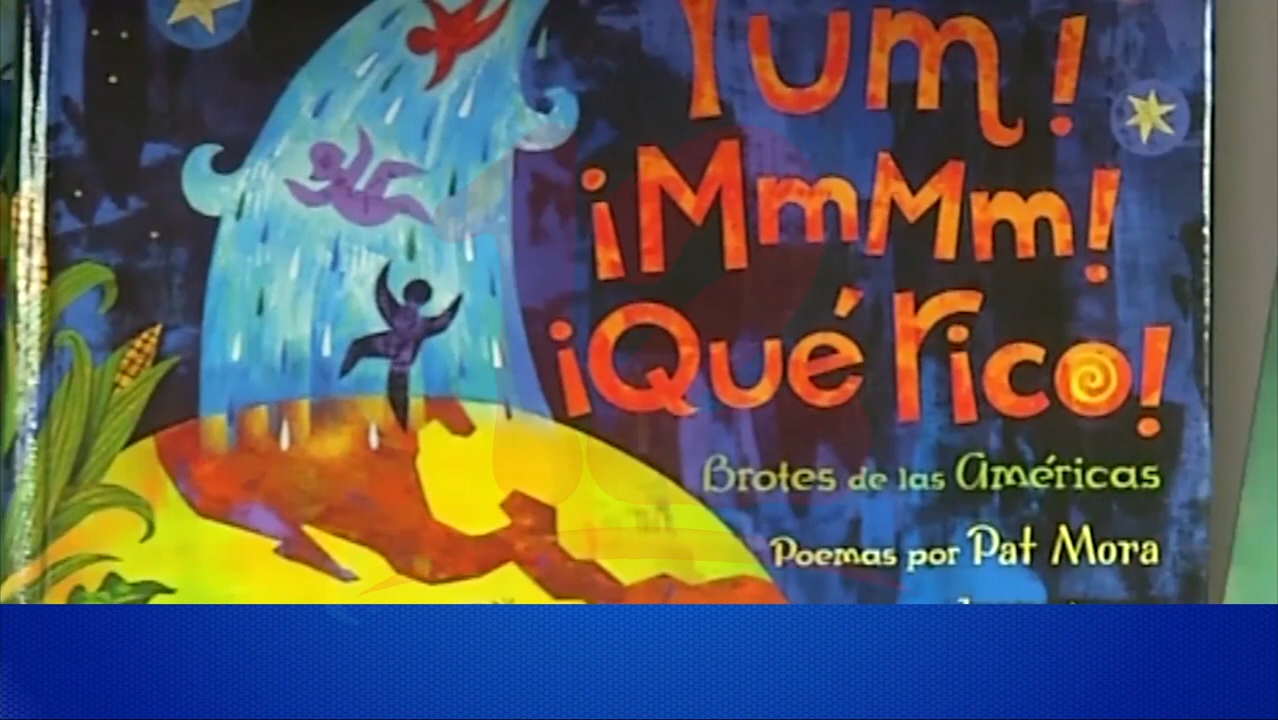 Yum!
¡MmMm!
¡Qué rico!
Brotes de las Américas
Poemas por Pat Mora